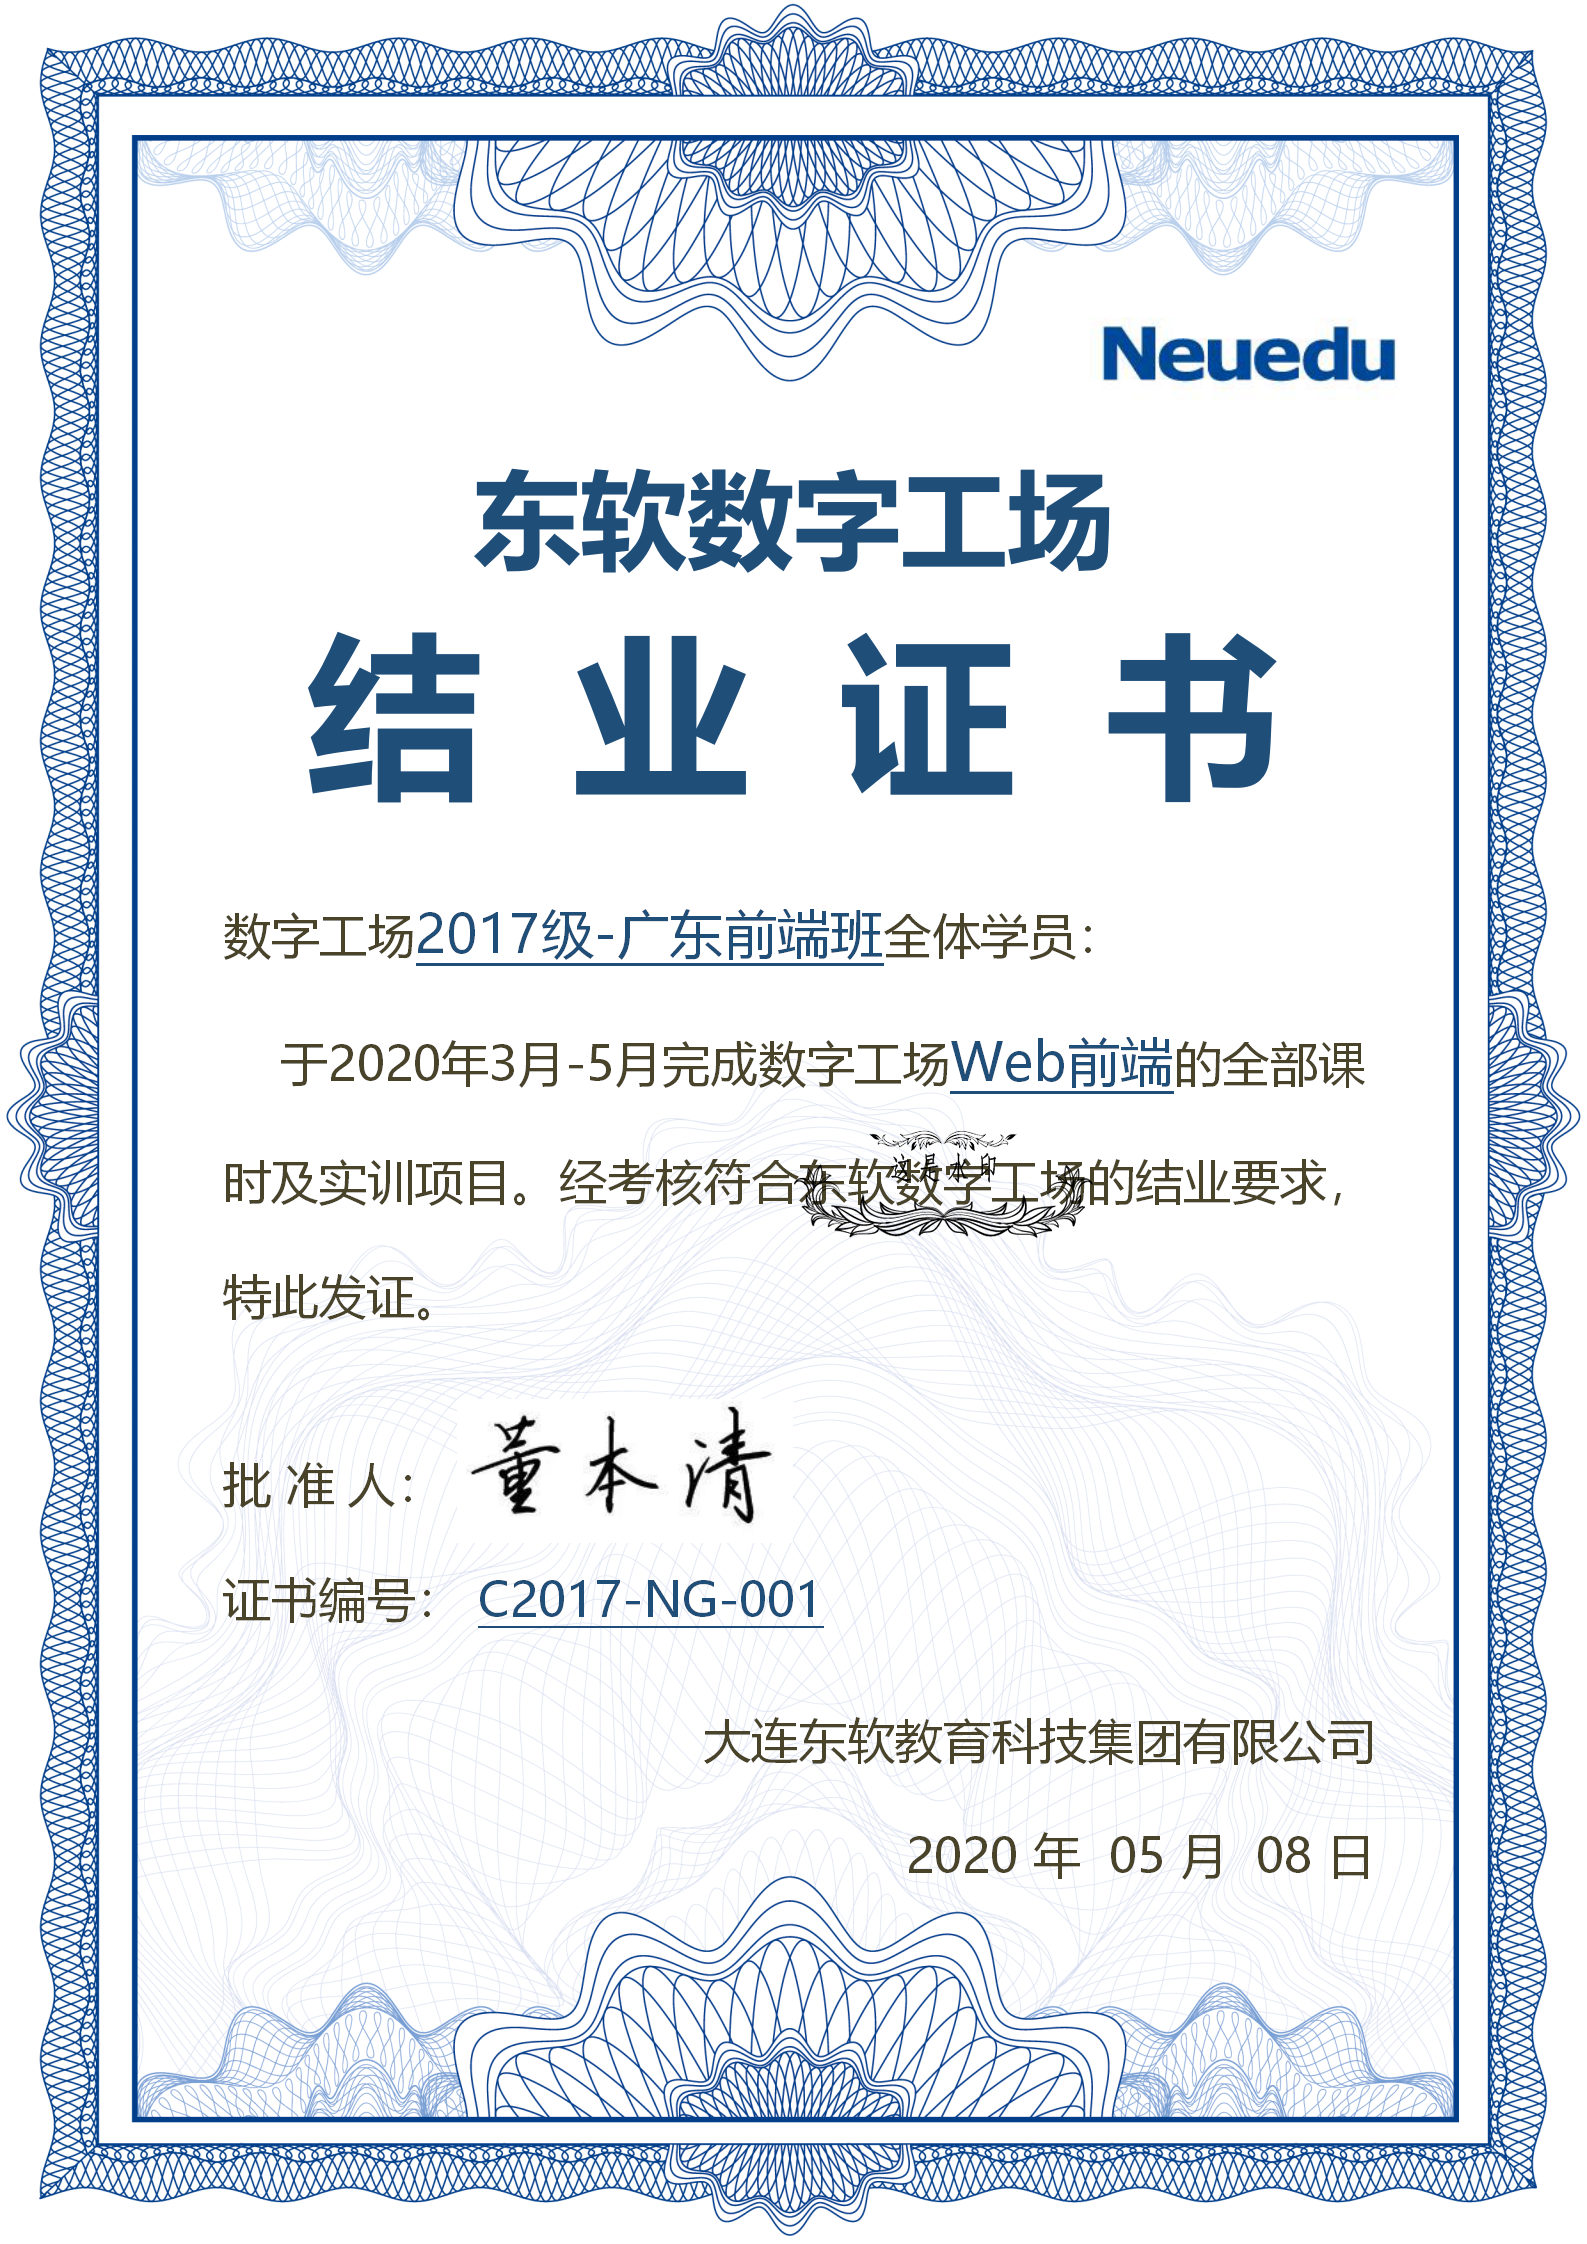 Neuedu
东软数字工场
结业证书
数字工场2017级-广东前端班全体学员：
于2020年3月-5月完成数字工场Web前端的全部课
时及实训项目。经考核符合东软数字工场的结业要求，
这是水印
特此发证。
批准人：董本清
证书编号：C2017-NG-001
大连东软教育科技集团有限公司
2020 年 05 月 08 日